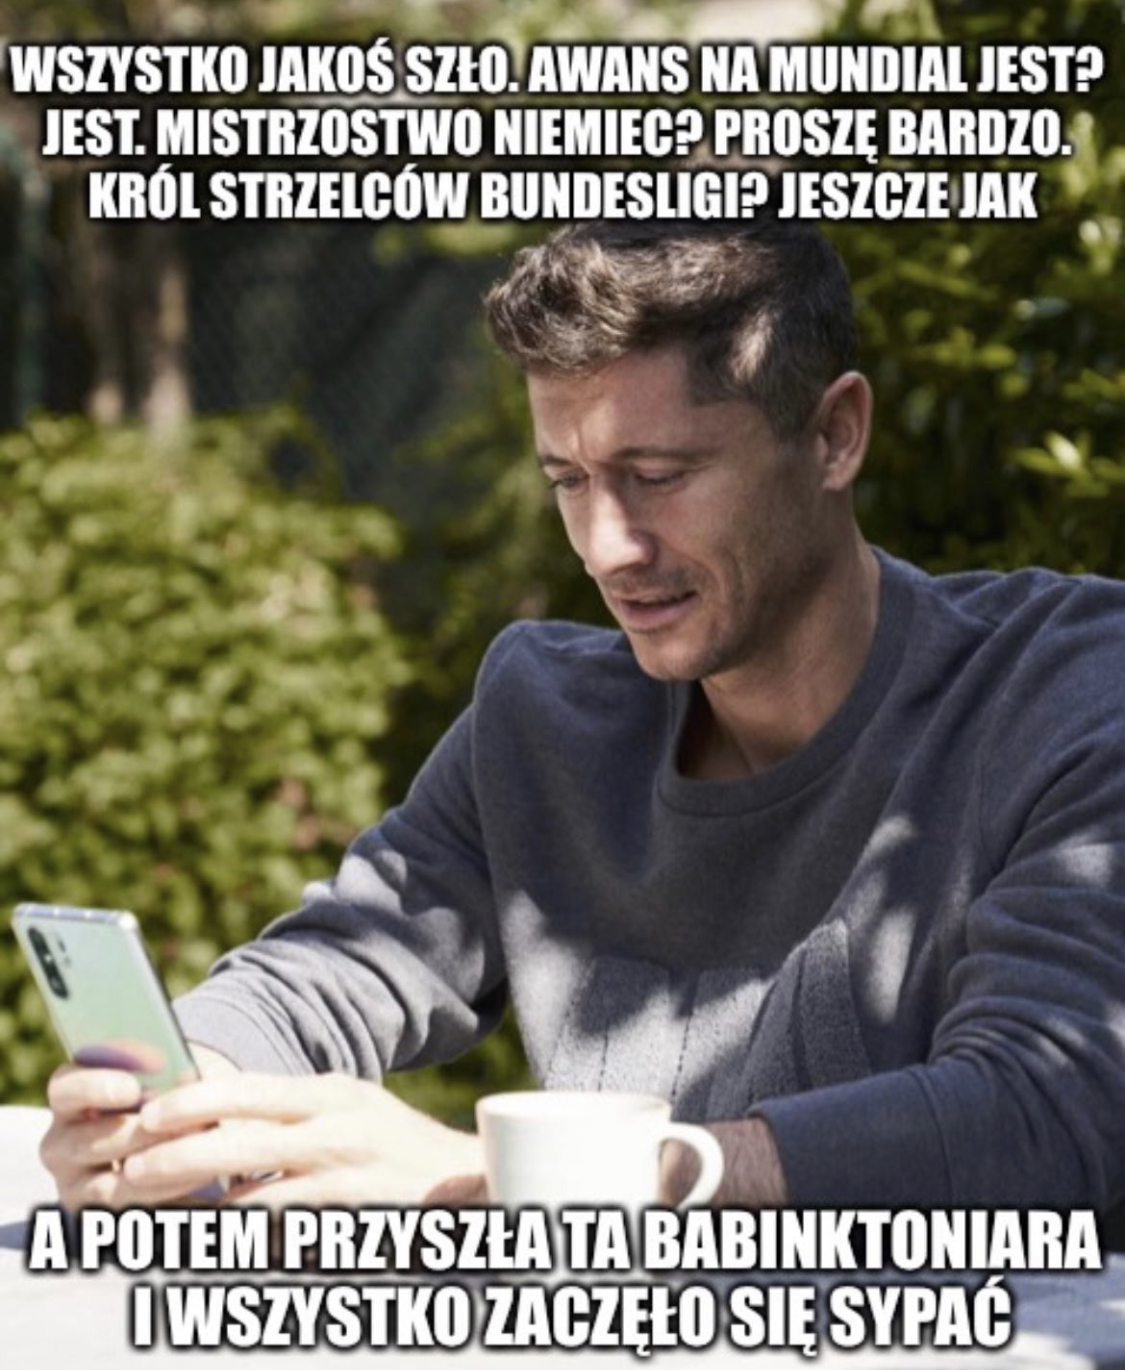 WSZYSTKO JAKOŚ SZŁO. AWANS NA MUNDIAL JEST?
JEST. MISTRZOSTWO NIEMIEC? PROSZĘ BARDZO.
KRÓL STRZELCÓW BUNDESLIGI? JESZCZE JAK
A POTEM PRZYSZŁA TA BABINKTONIARA
I WSZYSTKO ZACZĘŁO SIĘ SYPAĆ